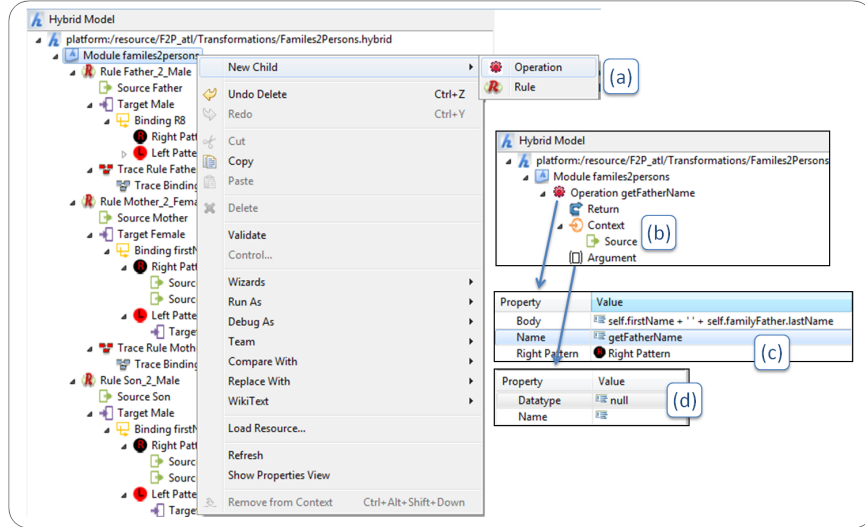 Hybrid Model
platform:/resource/F2P_atl/Transformations/Familes2Persons.hybrid
Module familes2persons
Rule Father_2_Male
Source Father
Target Male
Binding R8
Right Patt
Left Patte
Trace Rule Father
Trace Binding
Rule Mother_2_Fema
Source Mother
Target Female
Binding firstN
Right Patt
Sourc
Sourc
Left Patte
Target
Trace Rule Moth
Trace Binding
Rule Son_2_Male
Source Son
Target Male
Binding firstN
Right Patt
Sourc
Sourc
Left Patte
Targe
New Child
Undo Delete Ctrl+Z
Redo Ctrl+Y
Cut
Copy
Paste
Delete
Validate
Control...
Wizards
Run As
Debug As
Team
Compare With
Replace With
WikiText
Load Resource...
Refresh
Show Properties View
Remove from Context Ctrl+Alt+Shift+Down
Operation
Rule
(a)
Hybrid Model
platform:/resource/F2P_atl/Transformations/Familes2Persons
Module familes2persons
Operation getFatherName
Return
Context
Source
Argument
(b)
Property Value
Body self.firstName + ' ' + self.familyFather.lastName
Name getFatherName
Right Pattern Right Pattern
(c)
Property Value
Datatype null
Name
(d)